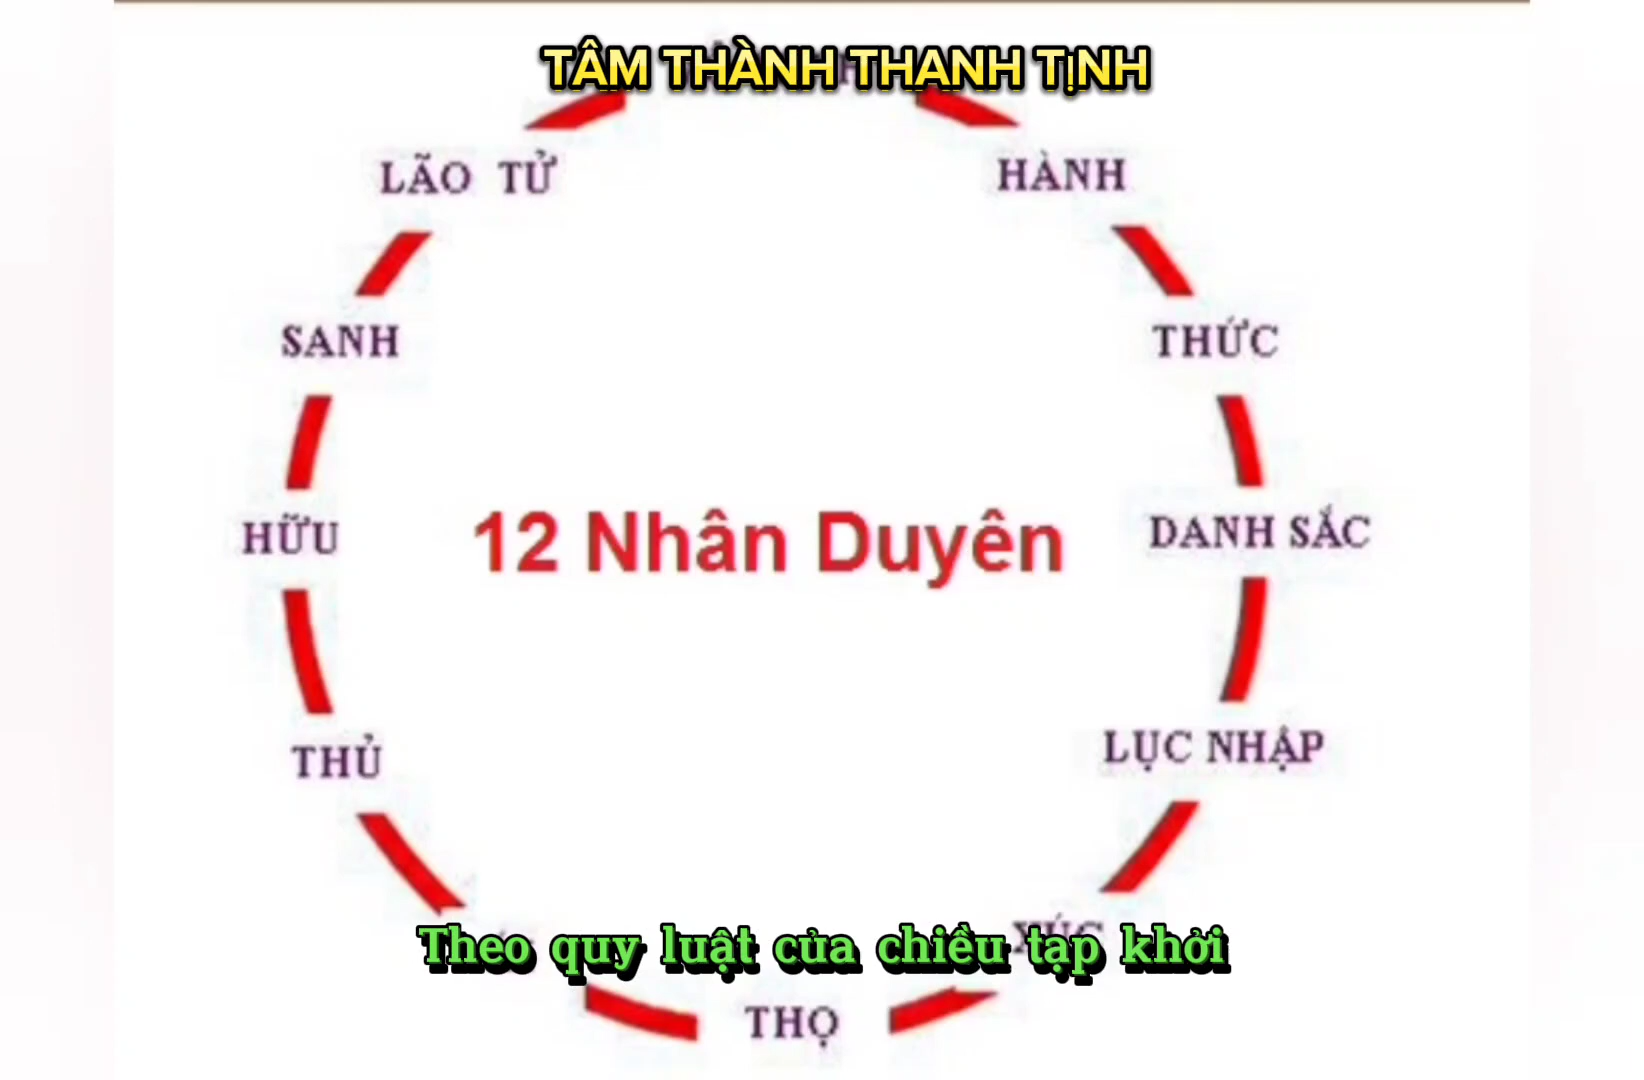 TÂM THÀNH THANH TỊNH
LÃO TỬ
HÀNH
SANH
THỨC
HỮU
12 Nhân Duyên
DANH SẮC
THỦ
LỤC NHẬP
XÚC
Theo quy luật của chiều tạp khởi
THỌ